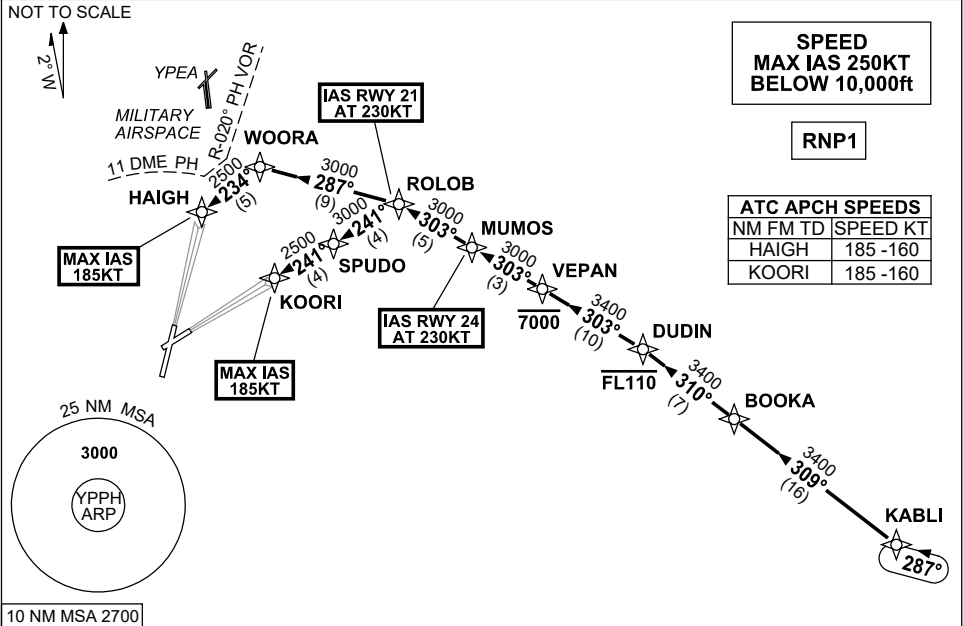 NOT TO SCALE
2° W
YPEA
MILITARY
AIRSPACE
R-020° PH VOR
11 DME PH
SPEED
MAX IAS 250KT
BELOW 10,000ft
RNP1
IAS RWY 21
AT 230KT
WOORA
2500
234°
(5)
HAIGH
MAX IAS
185KT
3000
287°
(9)
ROLOB
3000
241°
(4)
SPUDO
2500
241°
(4)
KOORI
MAX IAS
185KT
3000
303°
(5)
MUMOS
IAS RWY 24
AT 230KT
3000
303°
(3)
VEPAN
7000
3400
303°
(10)
DUDIN
FL110
3400
310°
(7)
BOOKA
3400
309°
(16)
KABLI
287°
ATC APCH SPEEDS
NM FM TD SPEED KT
HAIGH 185 -160
KOORI 185 -160
25 NM MSA
3000
YPPH
ARP
10 NM MSA 2700